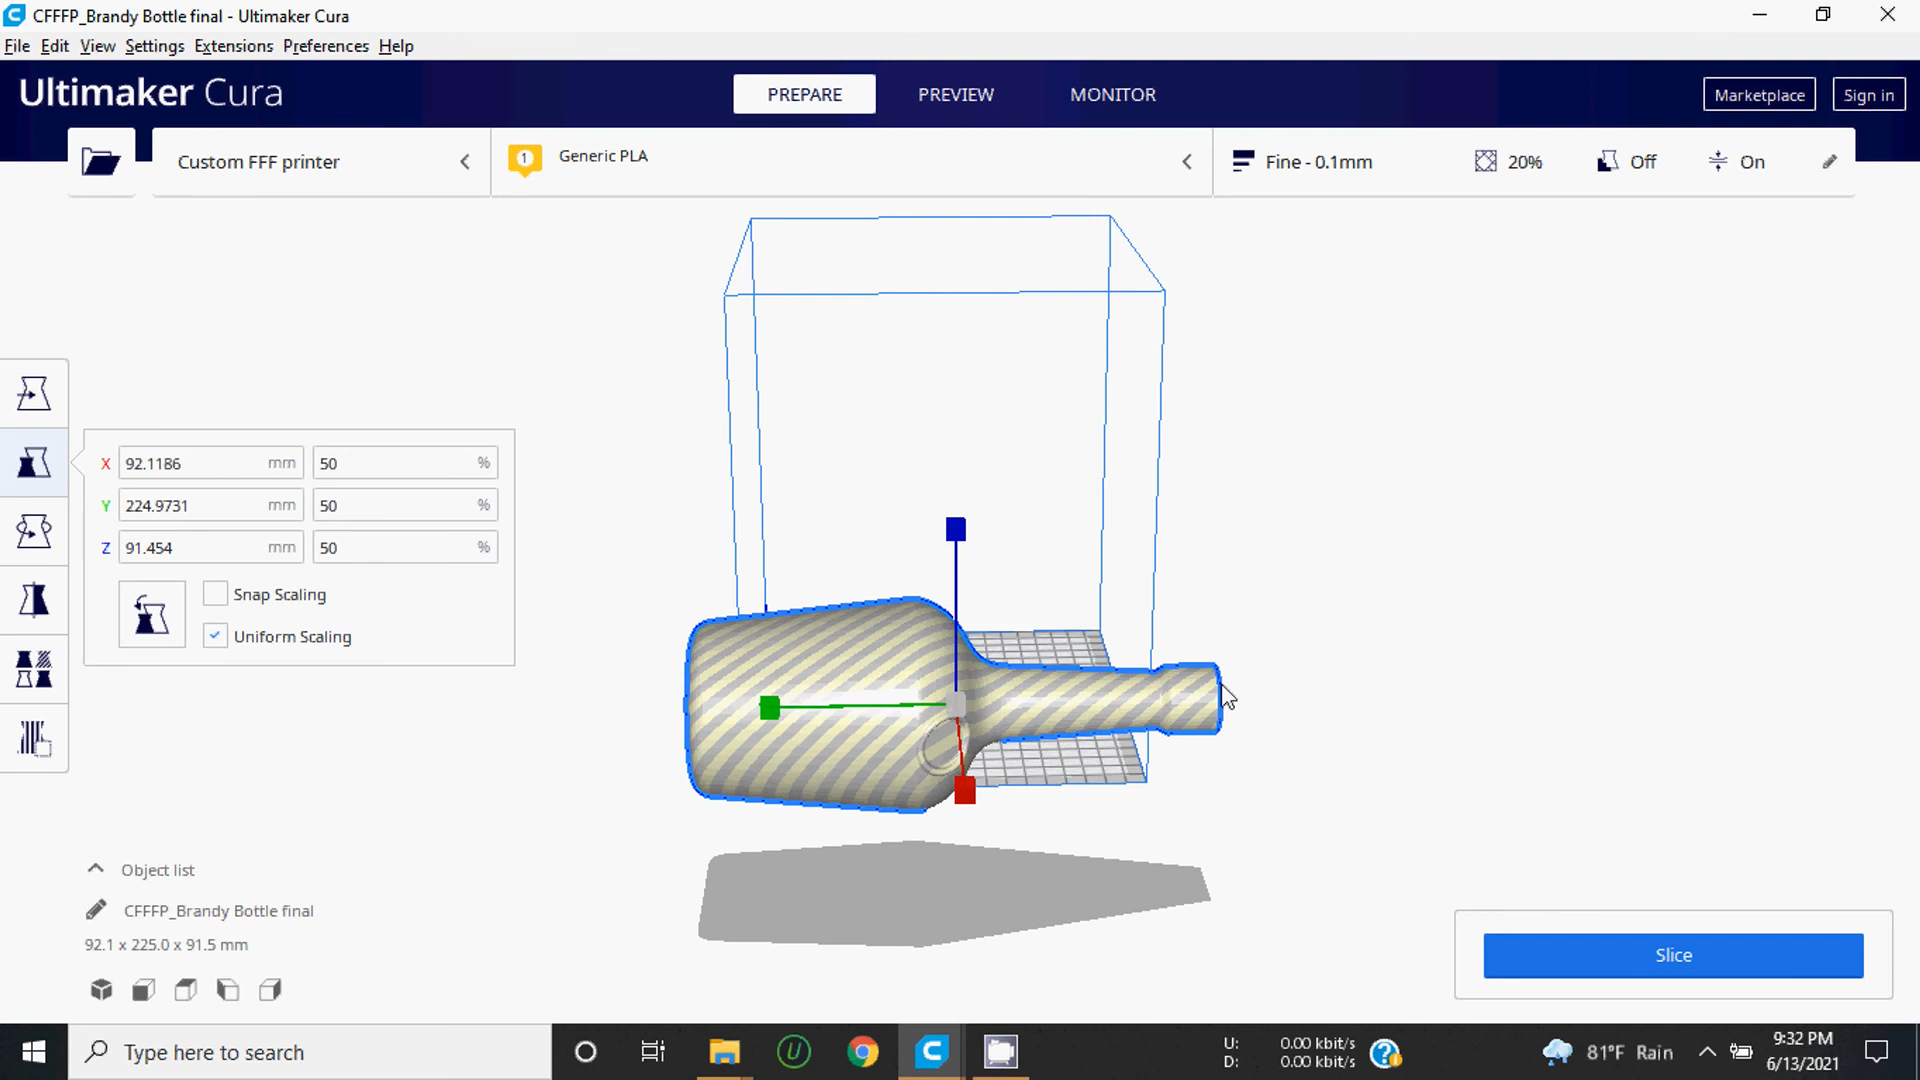 CFFFP_Brandy Bottle final - Ultimaker Cura
File Edit View Settings Extensions Preferences Help
Ultimaker Cura
PREPARE PREVIEW MONITOR
Marketplace Sign in
Custom FFF printer
1 Generic PLA
Fine - 0.1mm 20% Off On
X 92.1186 mm 50 %
Y 224.9731 mm 50 %
Z 91.454 mm 50 %
Snap Scaling
Uniform Scaling
Object list
CFFFP_Brandy Bottle final
92.1 x 225.0 x 91.5 mm
Slice
Type here to search
U: 0.00 kbit/s
D: 0.00 kbit/s
81°F Rain
9:32 PM
6/13/2021